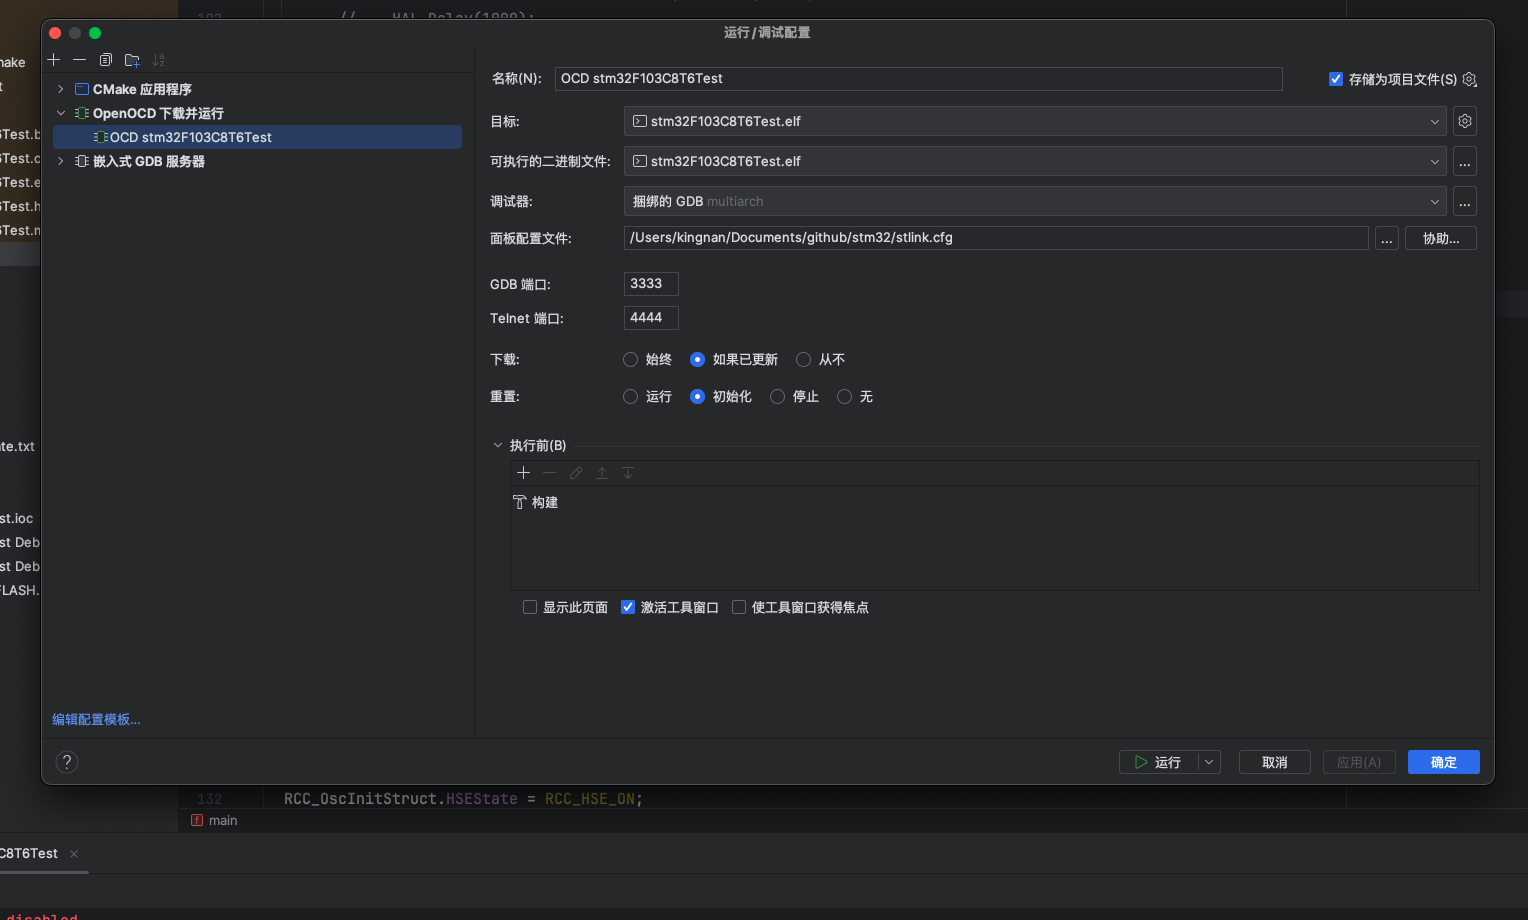 运行/调试配置
CMake 应用程序
OpenOCD 下载并运行
OCD stm32F103C8T6Test
嵌入式 GDB 服务器
编辑配置模板...
名称(N): OCD stm32F103C8T6Test 存储为项目文件(S)
目标: stm32F103C8T6Test.elf
可执行的二进制文件: stm32F103C8T6Test.elf ...
调试器: 捆绑的 GDB multiarch ...
面板配置文件: /Users/kingnan/Documents/github/stm32/stlink.cfg ... 协助...
GDB 端口: 3333
Telnet 端口: 4444
下载: 始终 如果已更新 从不
重置: 运行 初始化 停止 无
执行前(B)
构建
显示此页面 激活工具窗口 使工具窗口获得焦点
? 运行 取消 应用(A) 确定
make
t
6Test.b
6Test.c
6Test.e
6Test.h
6Test.m
te.txt
st.ioc
st Deb
st Deb
FLASH.
132 RCC_OscInitStruct.HSEState = RCC_HSE_ON;
main
C8T6Test
disabled